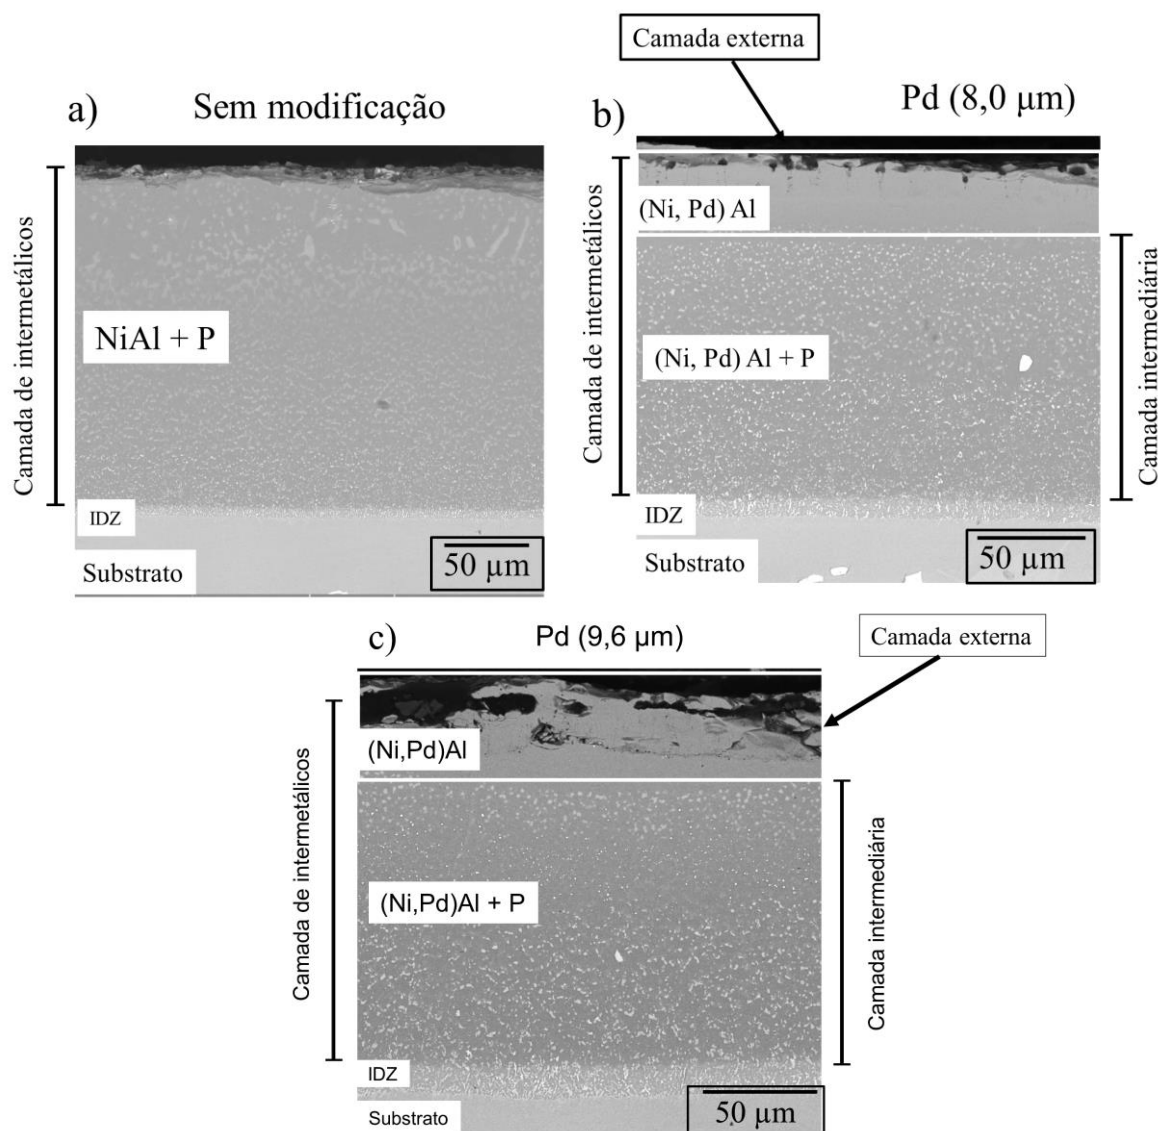 a)
Sem modificação
Camada de intermetálicos
NiAl + P
IDZ
Substrato
50 µm
Camada externa
b)
Pd (8,0 µm)
Camada de intermetálicos
(Ni, Pd) Al
(Ni, Pd) Al + P
Camada intermediária
IDZ
Substrato
50 µm
c)
Pd (9,6 µm)
Camada externa
Camada de intermetálicos
(Ni,Pd)Al
(Ni,Pd)Al + P
Camada intermediária
IDZ
Substrato
50 µm